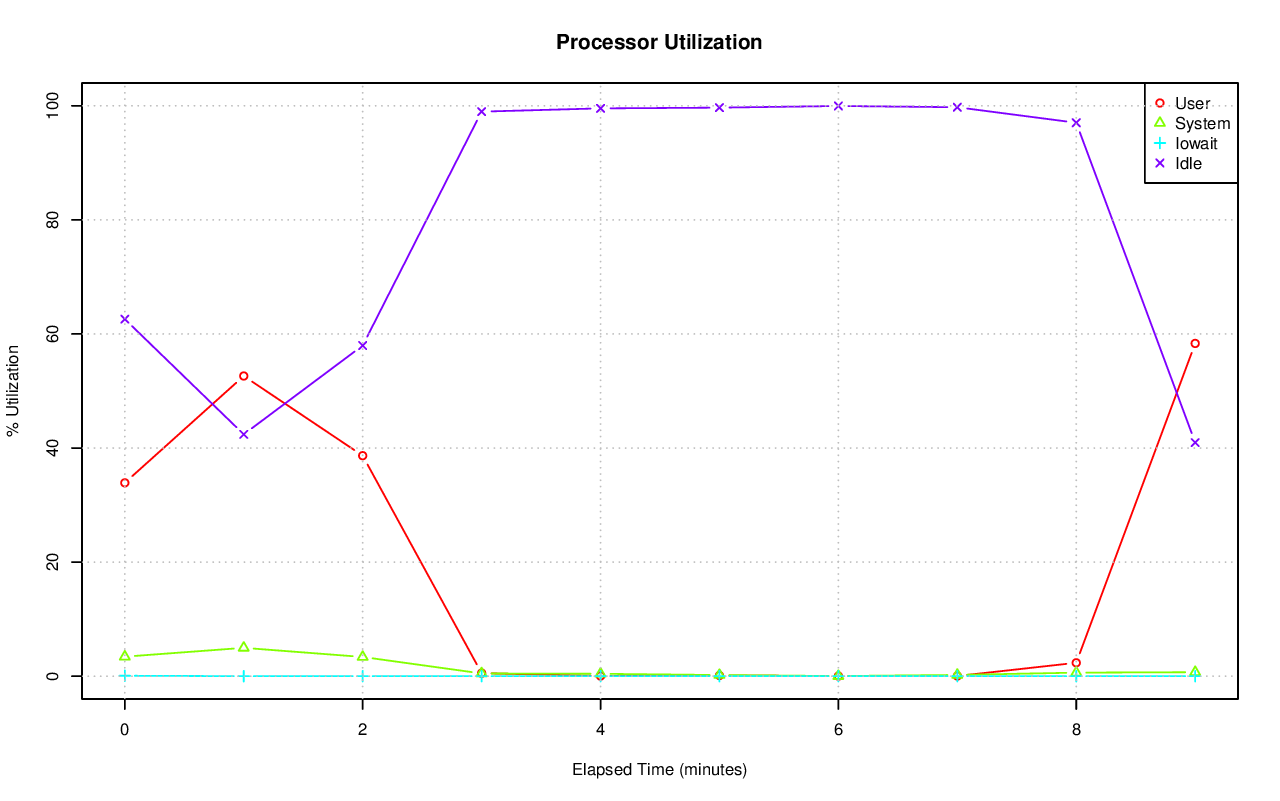 Processor Utilization
User
System
Iowait
Idle
% Utilization
100
80
60
40
20
0
0 2 4 6 8
Elapsed Time (minutes)